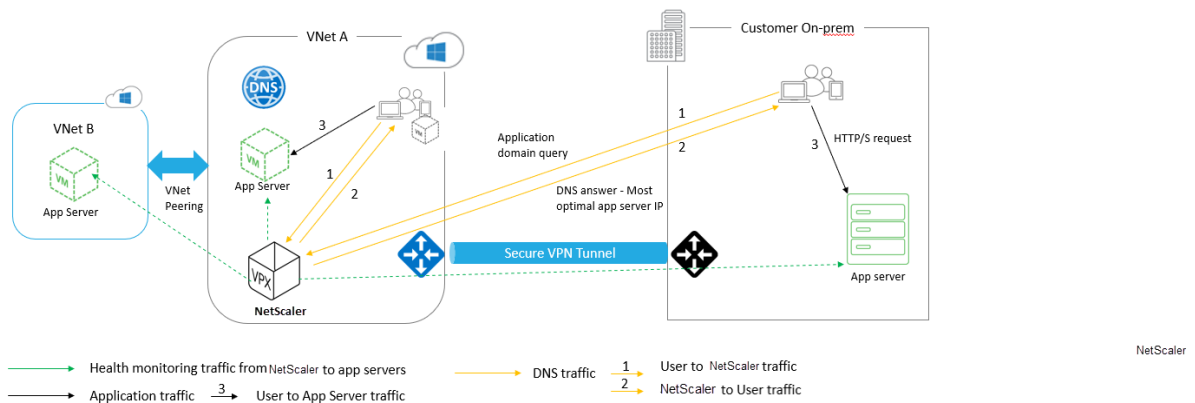 VNet A
Customer On-prem
DNS
VNet B
VM
App Server
VNet
Peering
VM
App Server
VM
3
1
2
Application
domain query
1
2
DNS answer - Most
optimal app server IP
HTTP/S request
3
App server
Secure VPN Tunnel
VPX
NetScaler
NetScaler
Health monitoring traffic from NetScaler to app servers
Application traffic 3 User to App Server traffic
DNS traffic 1 User to NetScaler traffic
2 NetScaler to User traffic